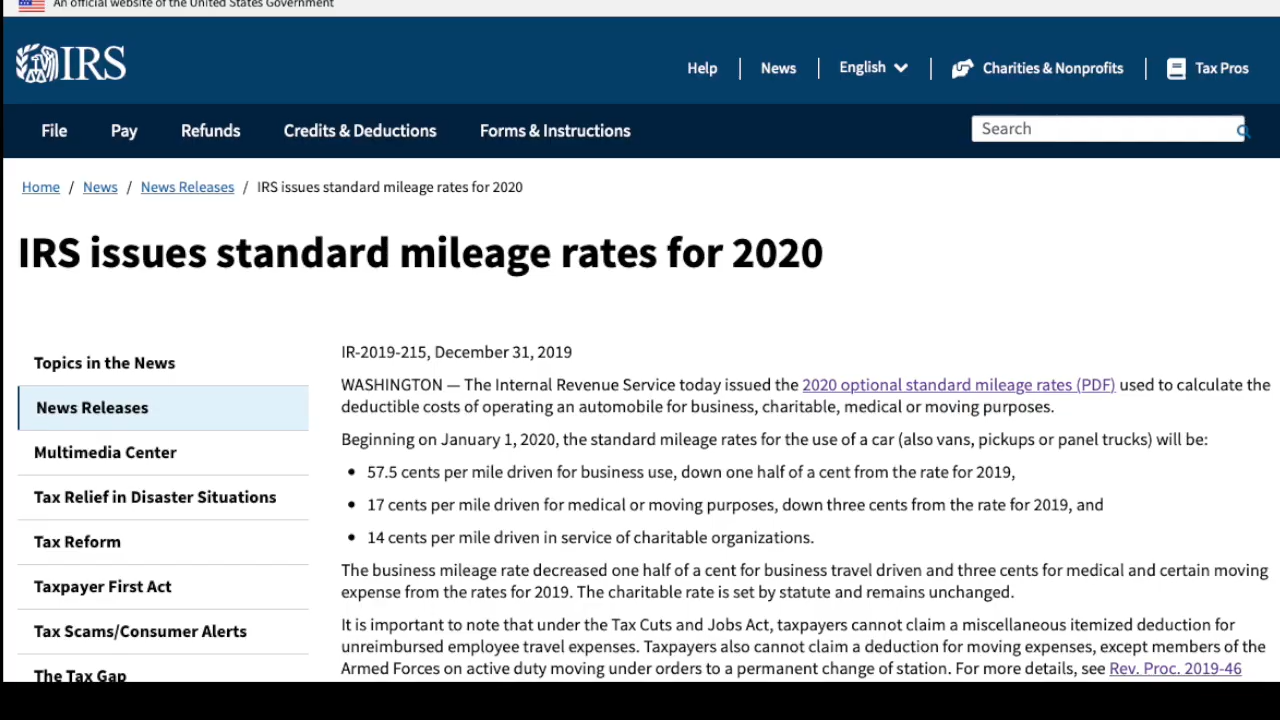 An official website of the United States Government
IRS
Help
News
English
Charities & Nonprofits
Tax Pros
File
Pay
Refunds
Credits & Deductions
Forms & Instructions
Search
Home / News / News Releases / IRS issues standard mileage rates for 2020
IRS issues standard mileage rates for 2020
Topics in the News
News Releases
Multimedia Center
Tax Relief in Disaster Situations
Tax Reform
Taxpayer First Act
Tax Scams/Consumer Alerts
The Tax Gap
IR-2019-215, December 31, 2019
WASHINGTON — The Internal Revenue Service today issued the 2020 optional standard mileage rates (PDF) used to calculate the
deductible costs of operating an automobile for business, charitable, medical or moving purposes.
Beginning on January 1, 2020, the standard mileage rates for the use of a car (also vans, pickups or panel trucks) will be:
• 57.5 cents per mile driven for business use, down one half of a cent from the rate for 2019,
• 17 cents per mile driven for medical or moving purposes, down three cents from the rate for 2019, and
• 14 cents per mile driven in service of charitable organizations.
The business mileage rate decreased one half of a cent for business travel driven and three cents for medical and certain moving
expense from the rates for 2019. The charitable rate is set by statute and remains unchanged.
It is important to note that under the Tax Cuts and Jobs Act, taxpayers cannot claim a miscellaneous itemized deduction for
unreimbursed employee travel expenses. Taxpayers also cannot claim a deduction for moving expenses, except members of the
Armed Forces on active duty moving under orders to a permanent change of station. For more details, see Rev. Proc. 2019-46